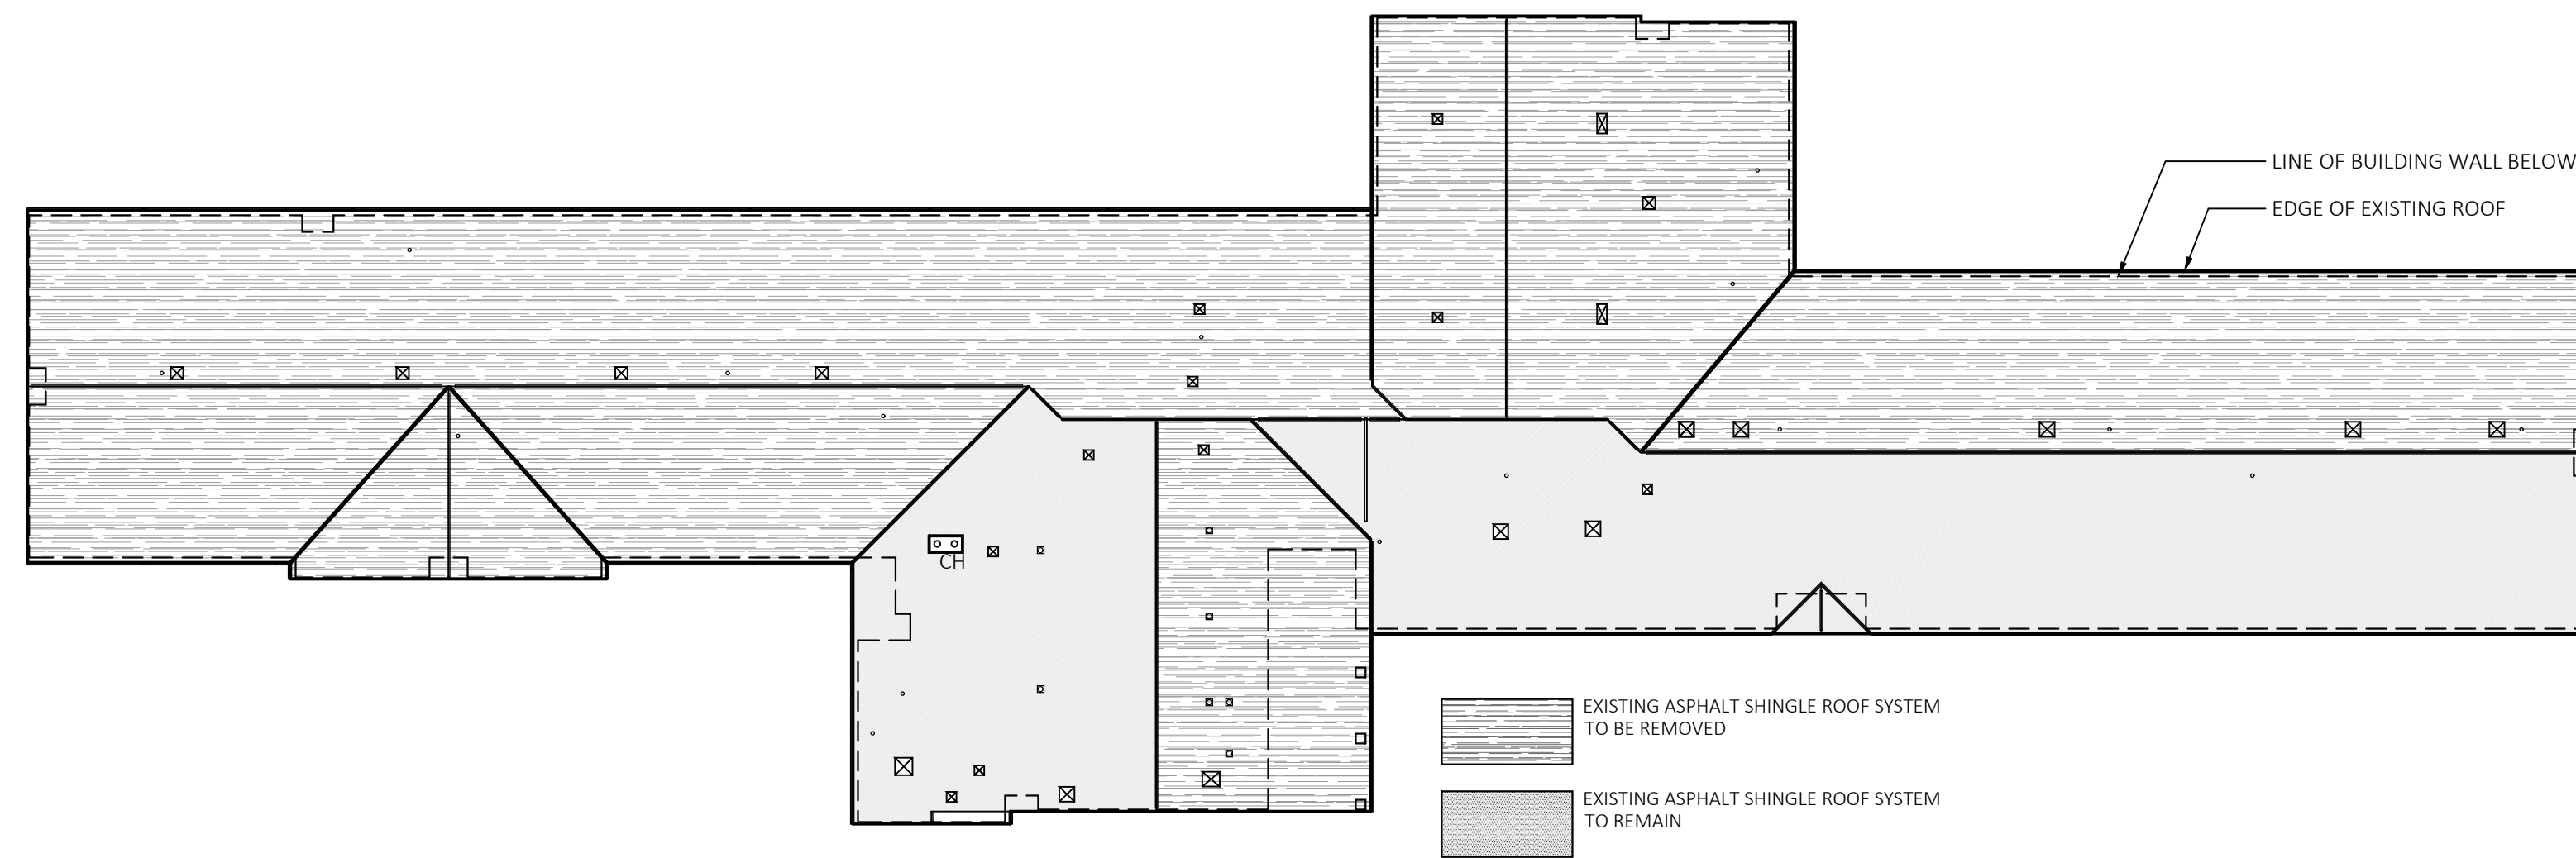 LINE OF BUILDING WALL BELOW
EDGE OF EXISTING ROOF
CH
EXISTING ASPHALT SHINGLE ROOF SYSTEM
TO BE REMOVED
EXISTING ASPHALT SHINGLE ROOF SYSTEM
TO REMAIN